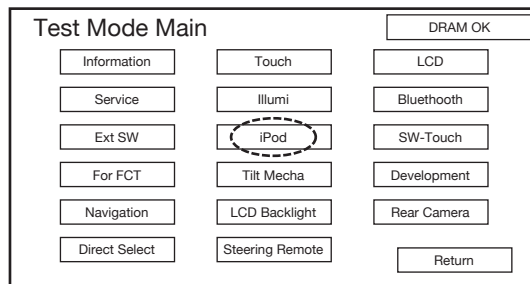 Test Mode Main
DRAM OK
Information
Touch
LCD
Service
Illumi
Bluethooth
Ext SW
iPod
SW-Touch
For FCT
Tilt Mecha
Development
Navigation
LCD Backlight
Rear Camera
Direct Select
Steering Remote
Return